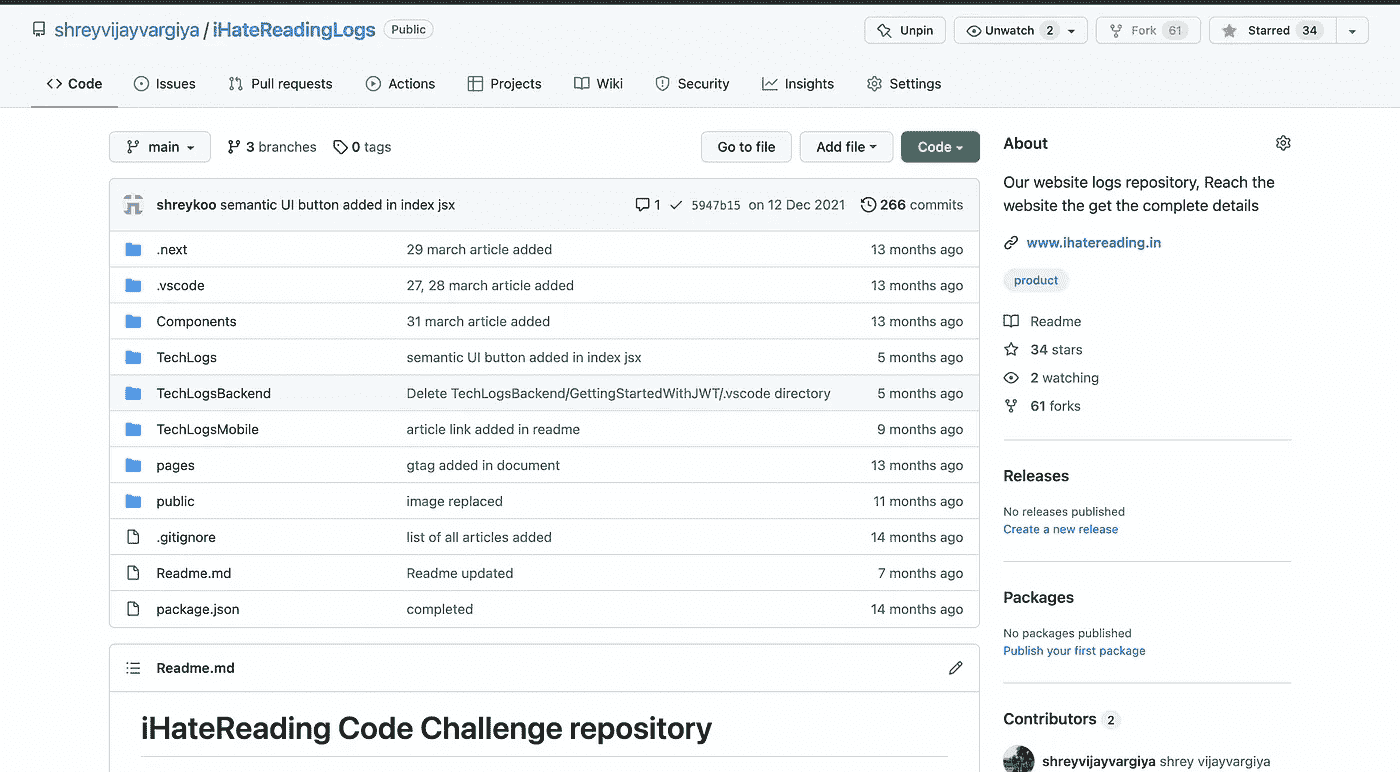 shreyvijayvargiya / iHateReadingLogs Public Unpin Unwatch 2 Fork 61 Starred 34
Code Issues Pull requests Actions Projects Wiki Security Insights Settings
main 3 branches 0 tags Go to file Add file Code
shreykoo semantic UI button added in index jsx 1 5947b15 on 12 Dec 2021 266 commits
.next 29 march article added 13 months ago
.vscode 27, 28 march article added 13 months ago
Components 31 march article added 13 months ago
TechLogs semantic UI button added in index jsx 5 months ago
TechLogsBackend Delete TechLogsBackend/GettingStartedWithJWT/.vscode directory 5 months ago
TechLogsMobile article link added in readme 9 months ago
pages gtag added in document 13 months ago
public image replaced 11 months ago
.gitignore list of all articles added 14 months ago
Readme.md Readme updated 7 months ago
package.json completed 14 months ago
Readme.md
iHateReading Code Challenge repository
About
Our website logs repository, Reach the
website the get the complete details
www.ihatereading.in
product
Readme
34 stars
2 watching
61 forks
Releases
No releases published
Create a new release
Packages
No packages published
Publish your first package
Contributors 2
shreyvijayvargiya shrey vijayvargiya